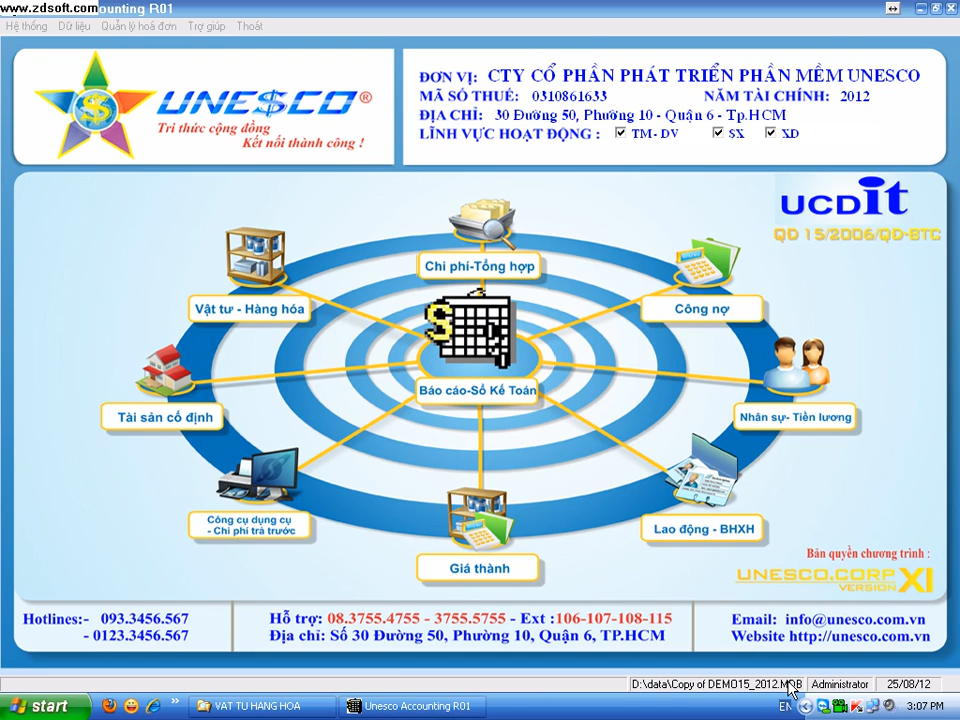 www.zdsoft.com ounting R01
Hệ thống Dữ liệu Quản lý hoá đơn Trợ giúp Thoát
UNE$CO ®
Tri thức cộng đồng
Kết nối thành công !
ĐƠN VỊ: CTY CỔ PHẦN PHÁT TRIỂN PHẦN MỀM UNESCO
MÃ SỐ THUẾ: 0310861633 NĂM TÀI CHÍNH: 2012
ĐỊA CHỈ: 30 Đường 50, Phường 10 - Quận 6 - Tp.HCM
LĨNH VỰC HOẠT ĐỘNG : TM- DV SX XD
UCDit
QD 15/2006/QD-BTC
Chi phí-Tổng hợp
Vật tư - Hàng hóa
Công nợ
Báo cáo-Sổ Kế Toán
Tài sản cố định
Nhân sự- Tiền lương
Công cụ dụng cụ
- Chi phí trả trước
Lao động - BHXH
Giá thành
Bản quyền chương trình :
UNESCO.CORP
VERSION XI
Hotlines:- 093.3456.567
- 0123.3456.567
Hỗ trợ: 08.3755.4755 - 3755.5755 - Ext :106-107-108-115
Địa chỉ: Số 30 Đường 50, Phường 10, Quận 6, TP.HCM
Email: info@unesco.com.vn
Website http://unesco.com.vn
D:\data\Copy of DEMO15_2012.MDB Administrator 25/08/12
start VAT TU HANG HOA Unesco Accounting R01 EN 3:07 PM